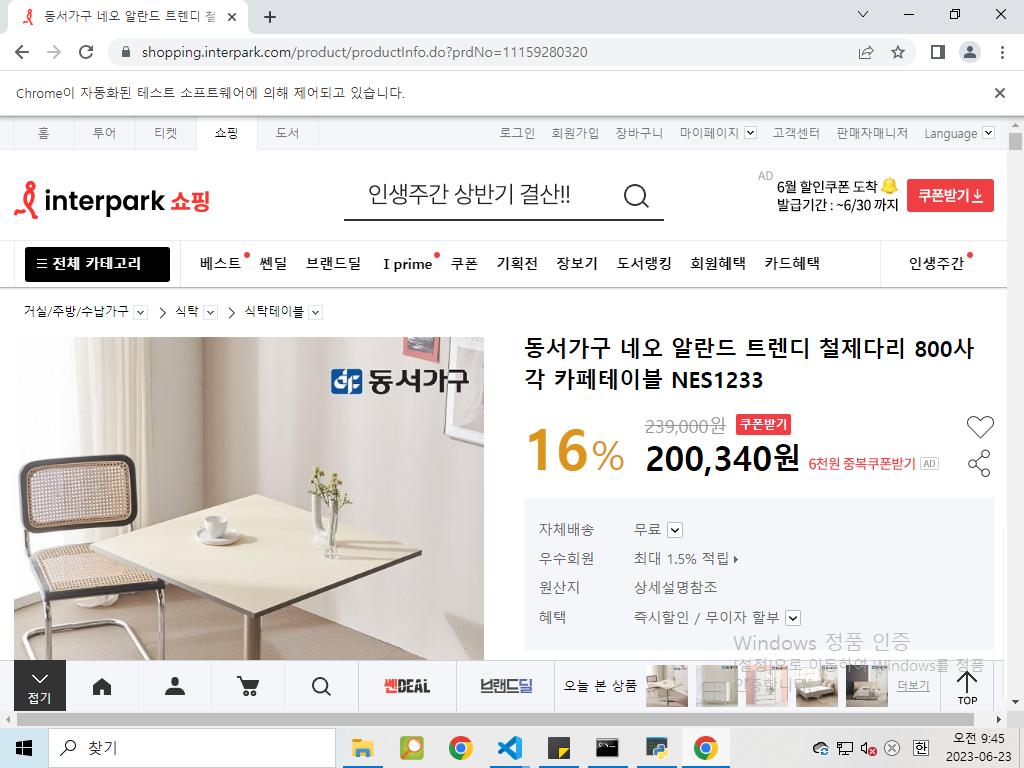 동서가구 네오 알란드 트렌디 철
shopping.interpark.com/product/productInfo.do?prdNo=11159280320
Chrome이 자동화된 테스트 소프트웨어에 의해 제어되고 있습니다.
홈 투어 티켓 쇼핑 도서 로그인 회원가입 장바구니 마이페이지 고객센터 판매자매니저 Language
interpark 쇼핑
인생주간 상반기 결산!!
AD
6월 할인쿠폰 도착
발급기간 : ~6/30 까지
쿠폰받기
전체 카테고리 베스트 쎈딜 브랜드딜 I prime 쿠폰 기획전 장보기 도서랭킹 회원혜택 카드혜택 인생주간
거실/주방/수납가구 식탁 식탁테이블
동서가구
동서가구 네오 알란드 트렌디 철제다리 800사
각 카페테이블 NES1233
16%
239,000원 쿠폰받기
200,340원 6천원 중복쿠폰받기 AD
자체배송 무료
우수회원 최대 1.5% 적립
원산지 상세설명참조
혜택 즉시할인 / 무이자 할부
Windows 정품 인증
[설정]으로 이동하여 Windows를 정품
인증합니다.
접기
쎈DEAL
브랜드딜
오늘 본 상품
더보기
TOP
찾기
한
오전 9:45
2023-06-23